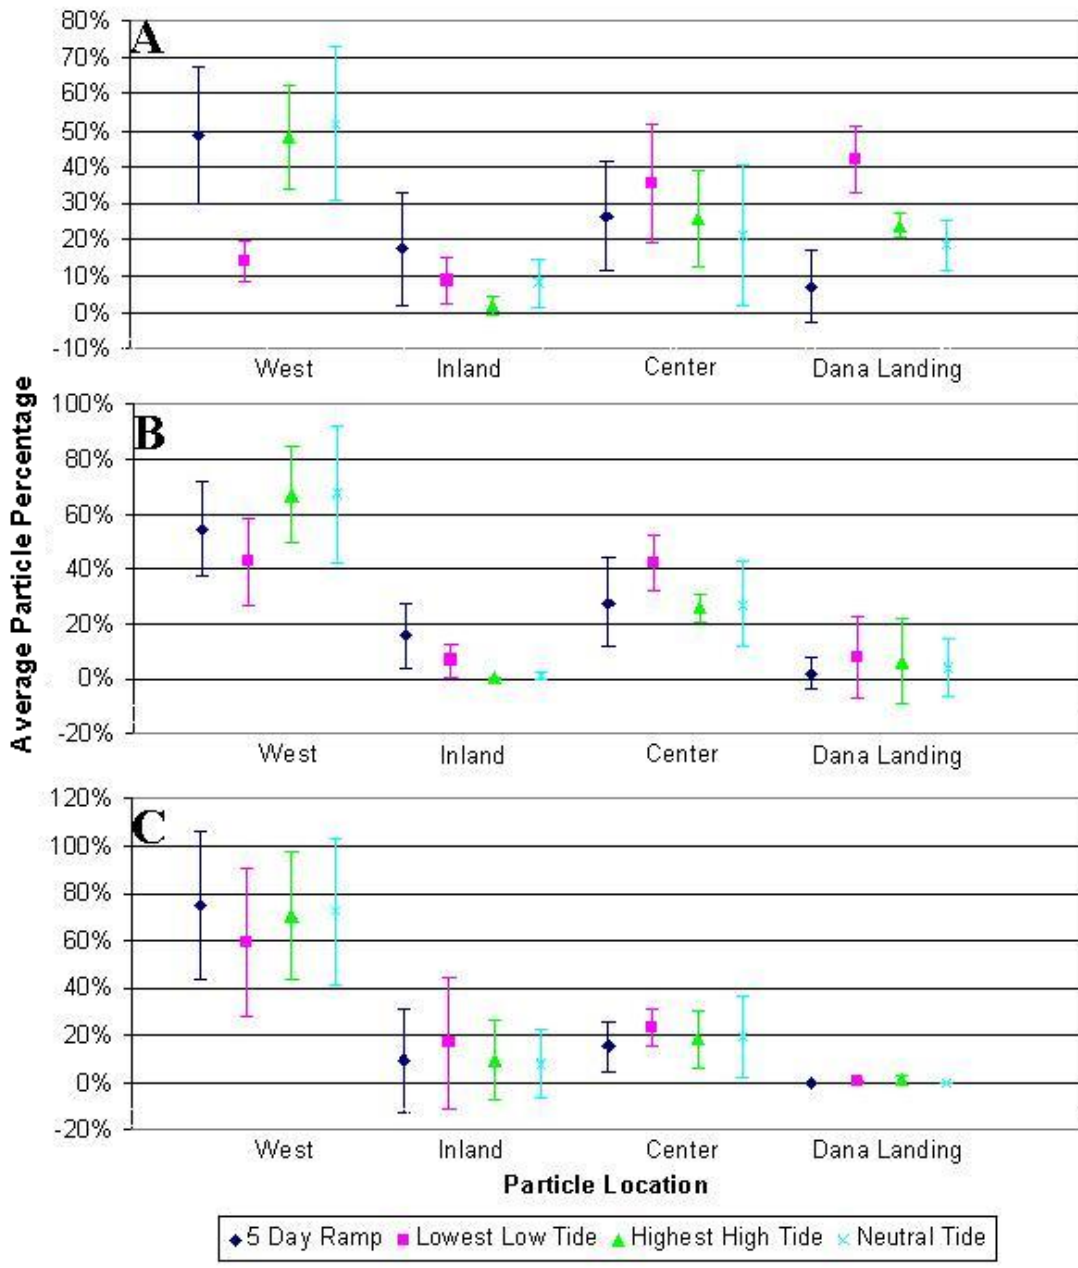 A
80%
70%
60%
50%
40%
30%
20%
10%
0%
-10%
West Inland Center Dana Landing
Average Particle Percentage
B
100%
80%
60%
40%
20%
0%
-20%
West Inland Center Dana Landing
C
120%
100%
80%
60%
40%
20%
0%
-20%
West Inland Center Dana Landing
Particle Location
5 Day Ramp Lowest Low Tide Highest High Tide Neutral Tide